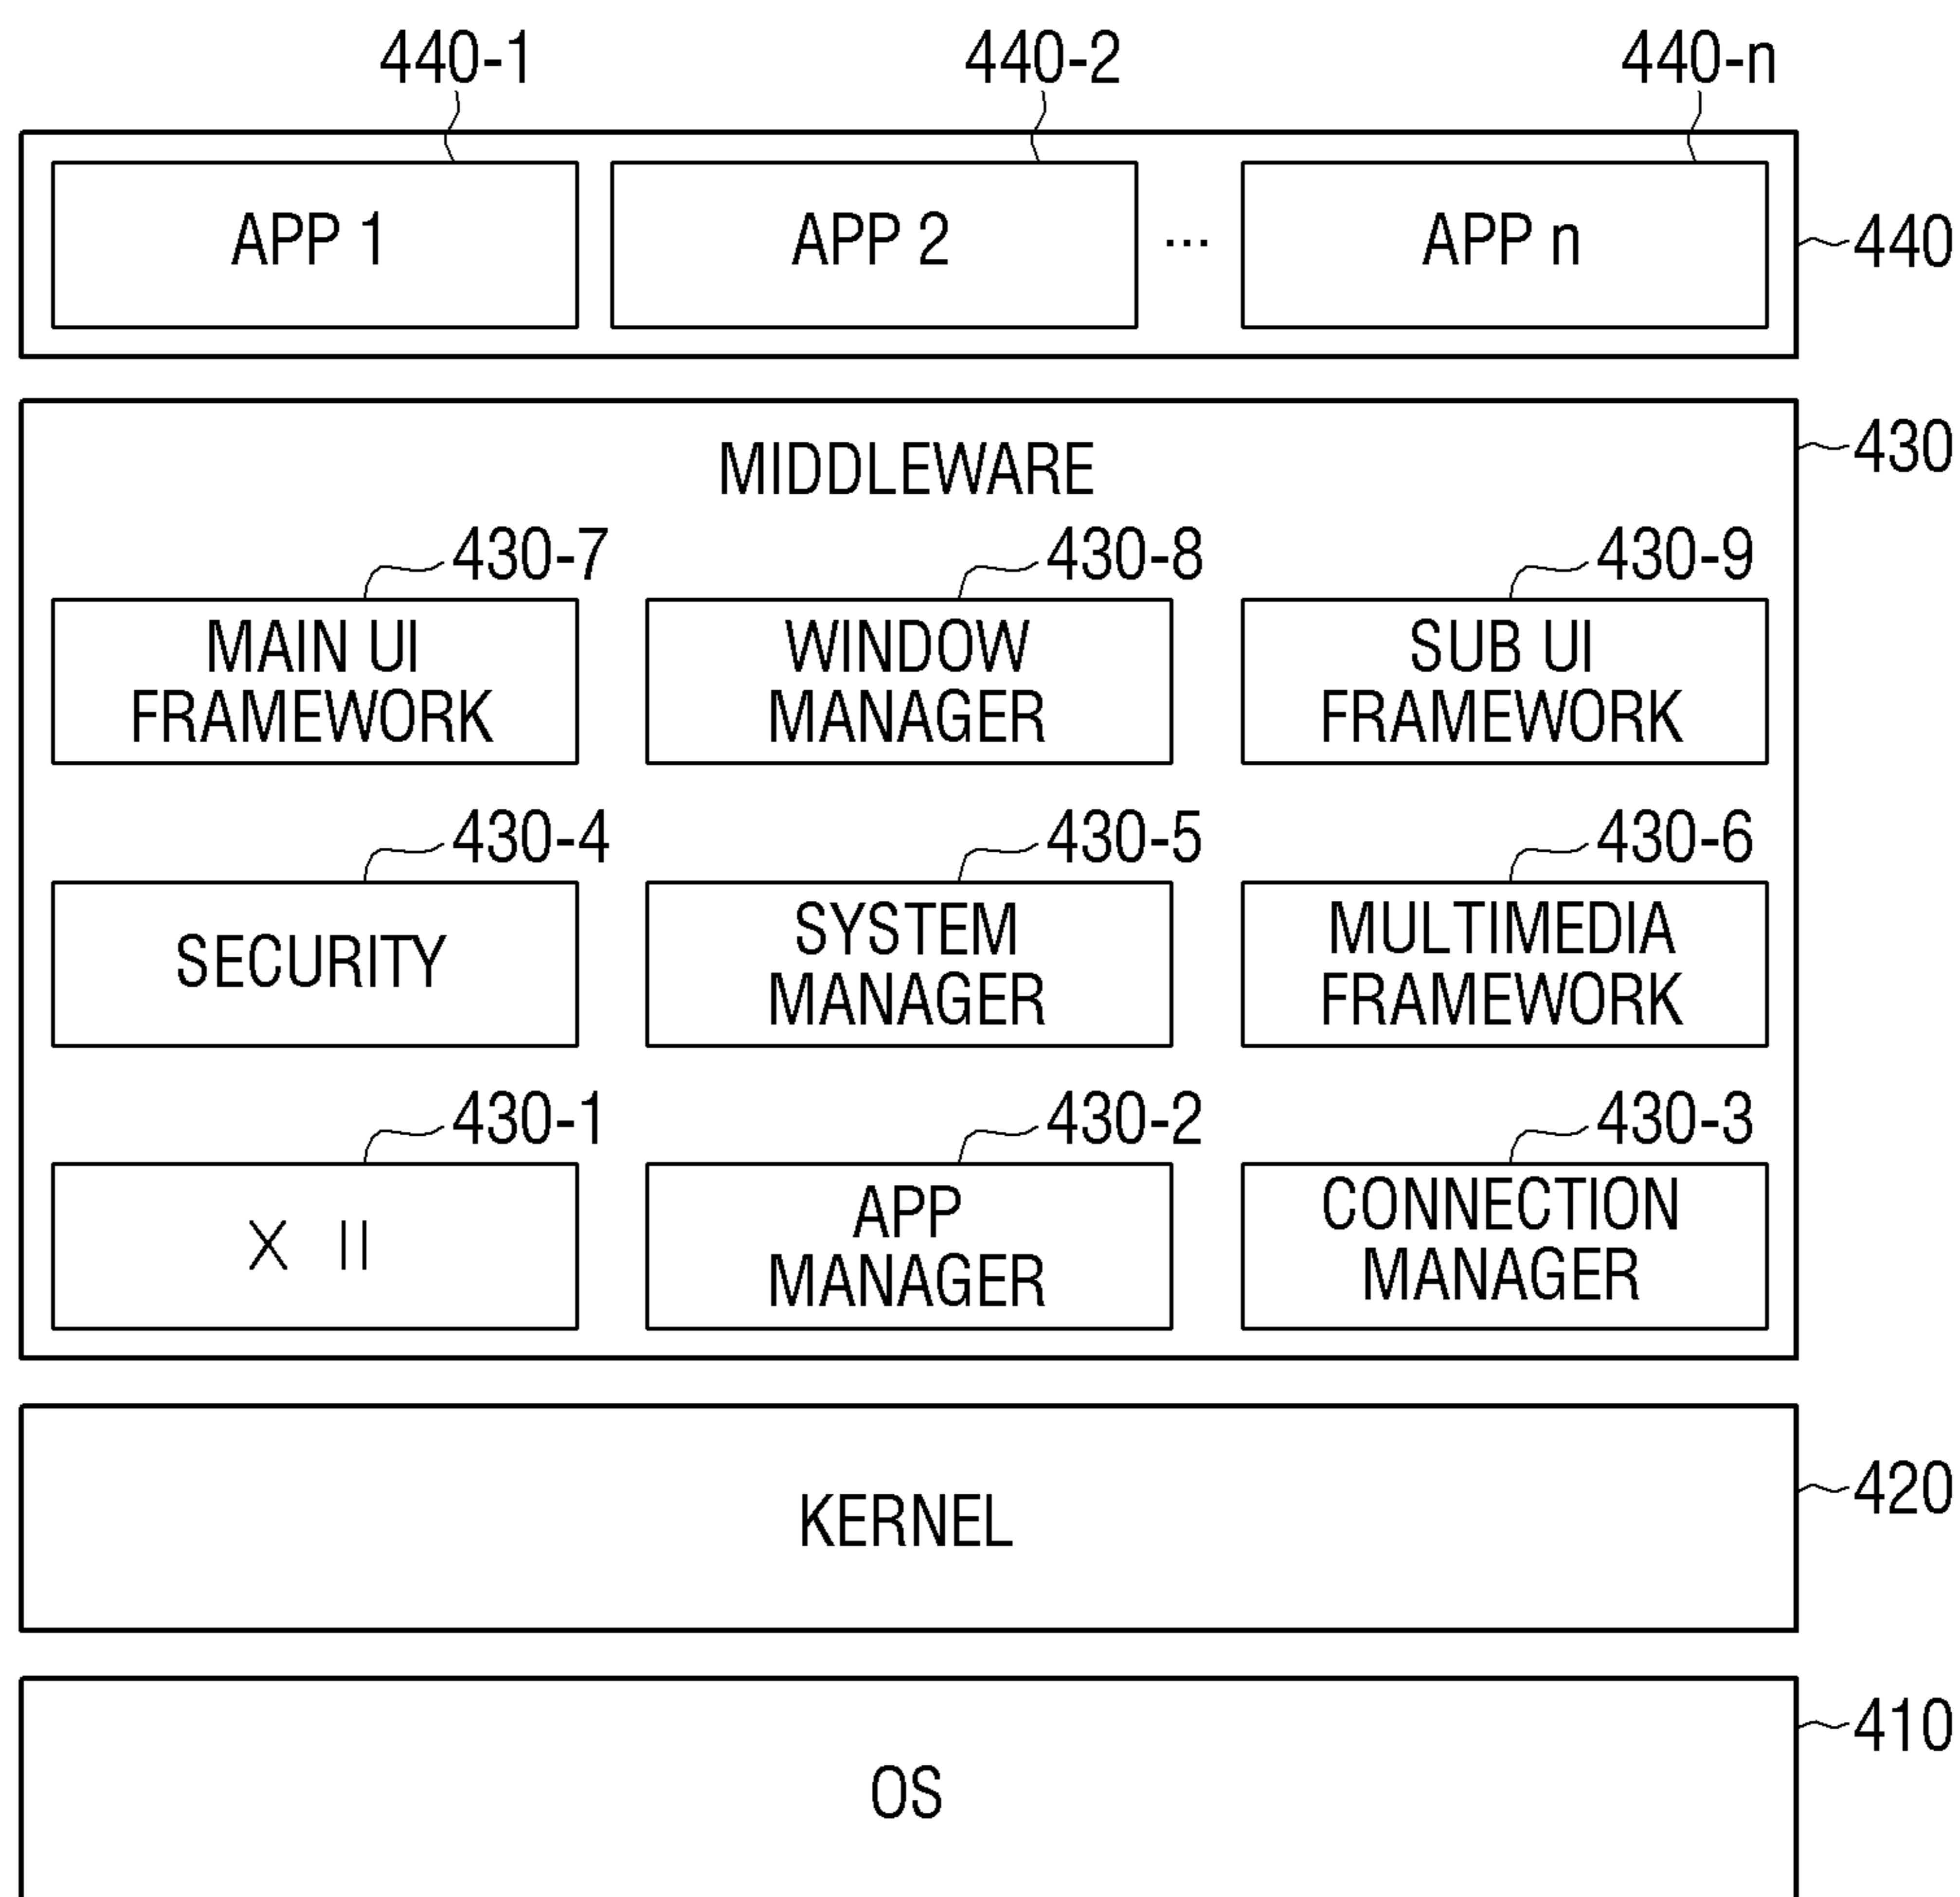 440-1 440-2 440-n
APP 1 APP 2 ... APP n 440
430
MIDDLEWARE
430-7 430-8 430-9
MAIN UI WINDOW SUB UI
FRAMEWORK MANAGER FRAMEWORK
430-4 430-5 430-6
SECURITY
SYSTEM MULTIMEDIA
MANAGER FRAMEWORK
430-1 430-2 430-3
X II
APP CONNECTION
MANAGER MANAGER
KERNEL 420
410
OS